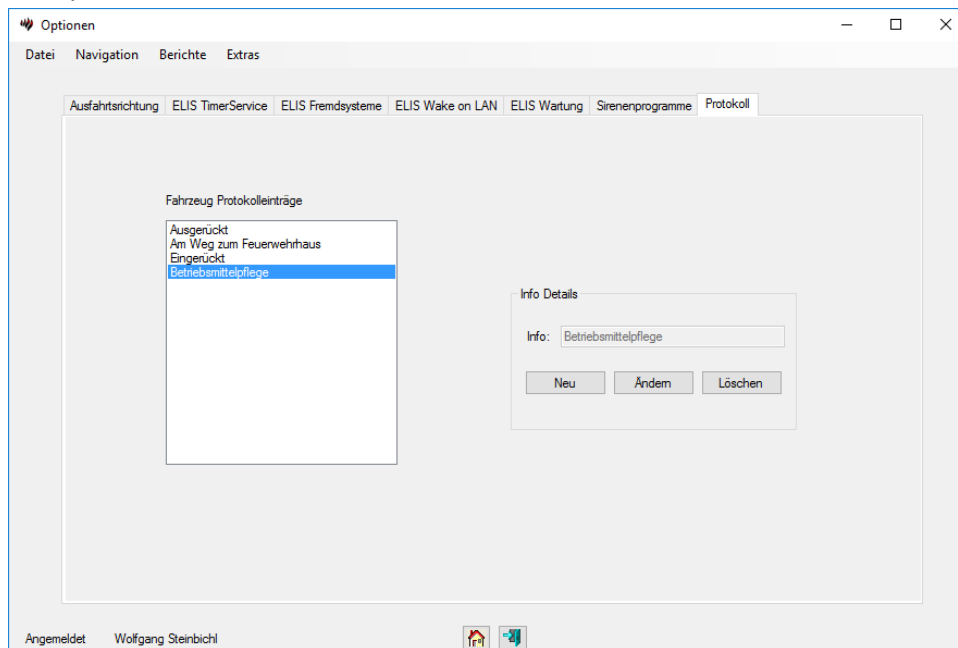 Optionen
Datei Navigation Berichte Extras
Ausfahrtsrichtung ELIS TimerService ELIS Fremdsysteme ELIS Wake on LAN ELIS Wartung Sirenenprogramme Protokoll
Fahrzeug Protokolleinträge
Ausgerückt
Am Weg zum Feuerwehrhaus
Eingerückt
Betriebsmittelpflege
Info Details
Info: Betriebsmittelpflege
Neu Ändern Löschen
Angemeldet Wolfgang Steinbichl